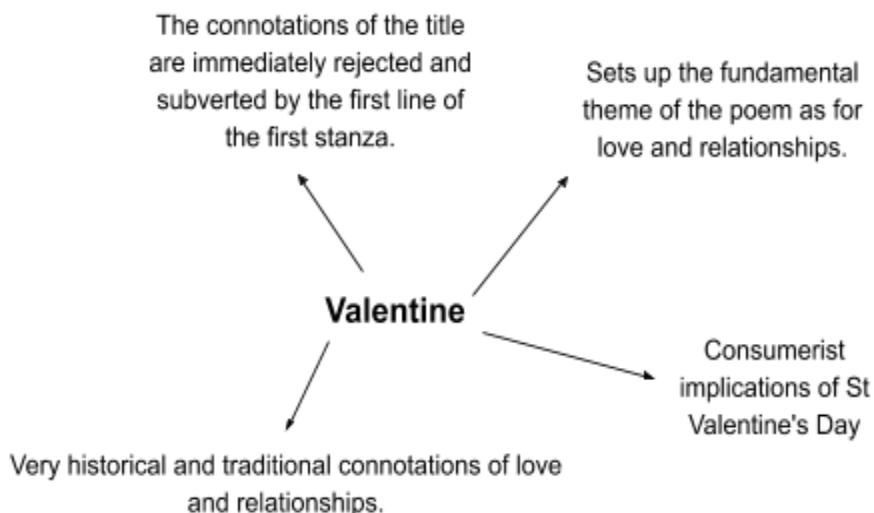 The connotations of the title
are immediately rejected and
subverted by the first line of
the first stanza.
Sets up the fundamental
theme of the poem as for
love and relationships.
Valentine
Consumerist
implications of St
Valentine's Day
Very historical and traditional connotations of love
and relationships.